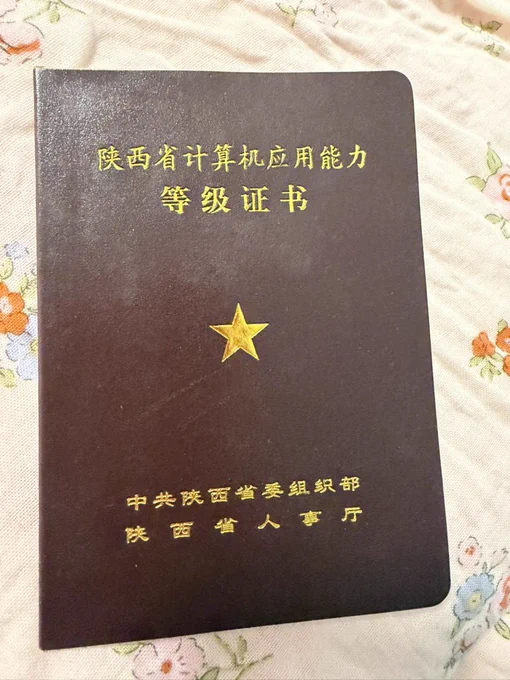 陕西省计算机应用能力
等级证书
中共陕西省委组织部
陕西省人事厅